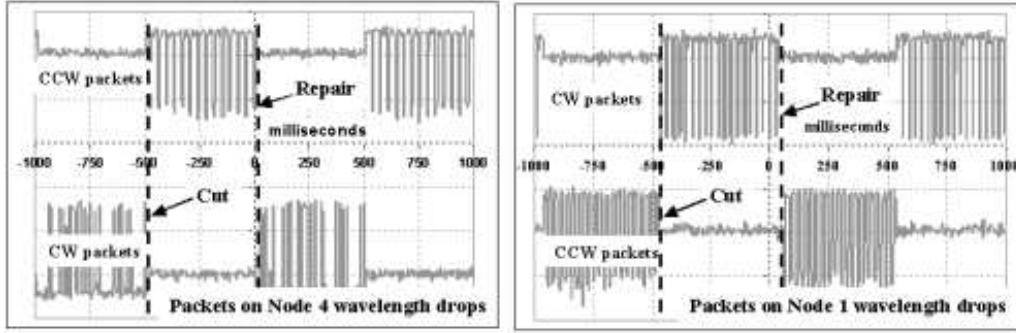 CCW packets
Repair
milliseconds
-1000 -750 -500 -250 0 250 500 750 1000
Cut
CW packets
Packets on Node 4 wavelength drops
CW packets
Repair
milliseconds
-1000 -750 -500 -250 0 250 500 750 1000
Cut
CCW packets
Packets on Node 1 wavelength drops